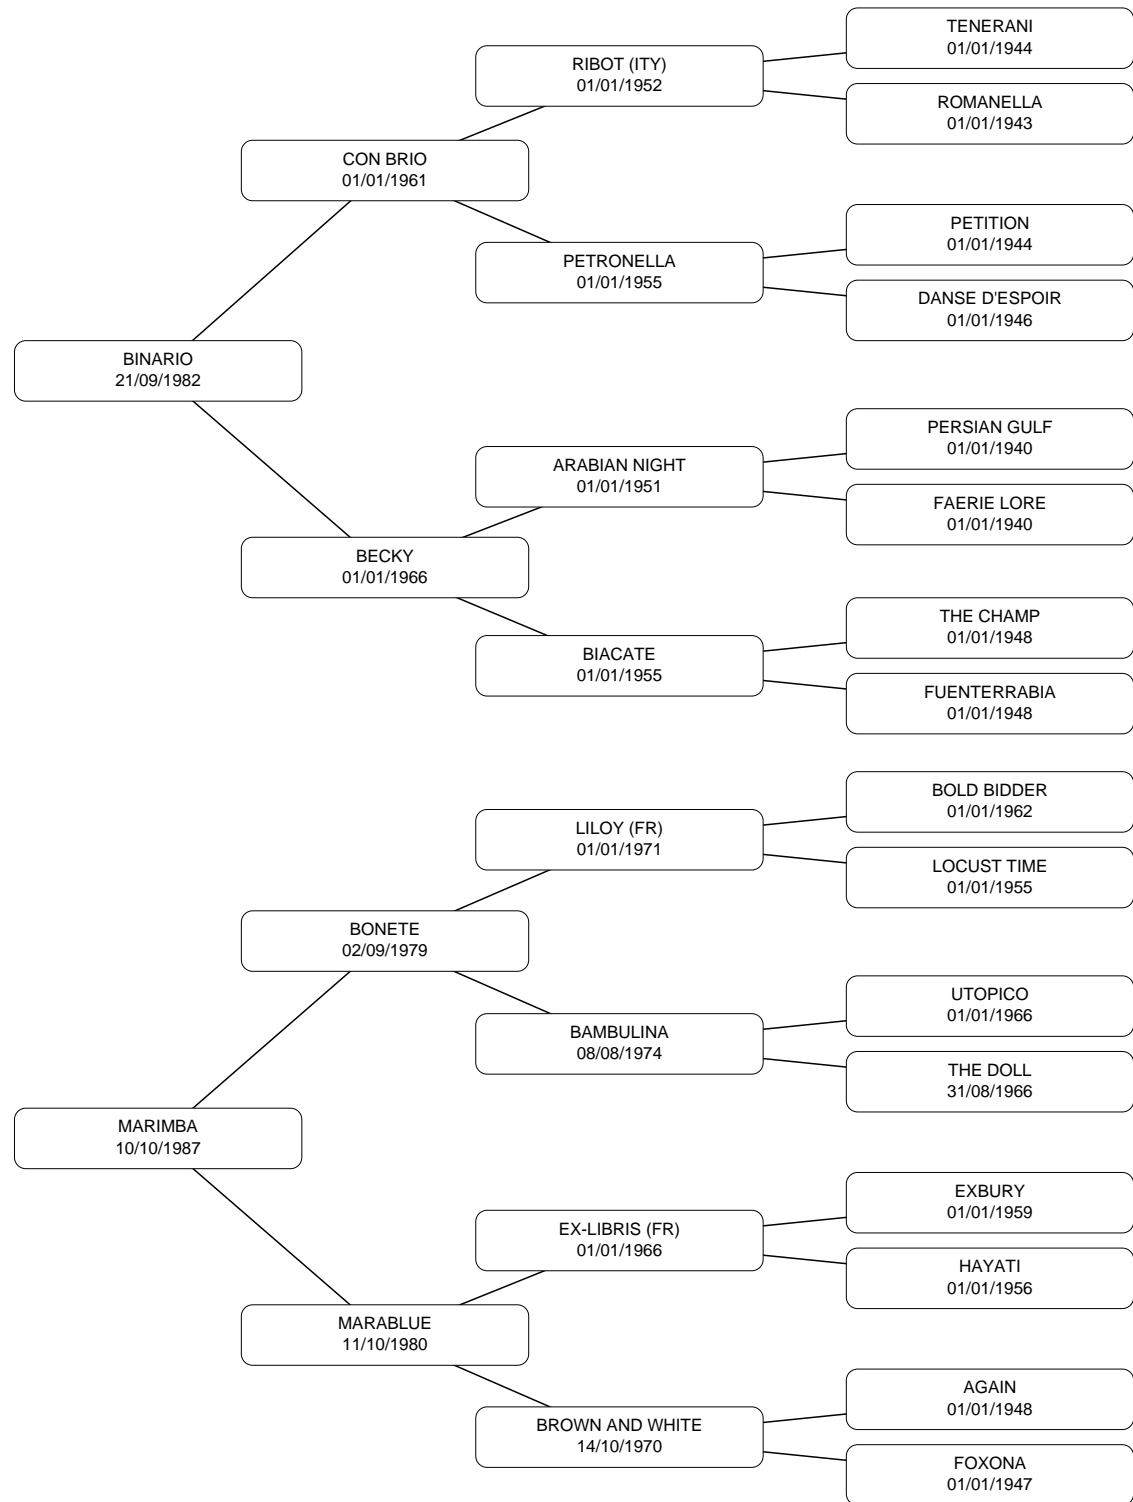 TENERANI
01/01/1944
RIBOT (ITY)
01/01/1952
ROMANELLA
01/01/1943
CON BRIO
01/01/1961
PETITION
01/01/1944
PETRONELLA
01/01/1955
DANSE D'ESPOIR
01/01/1946
BINARIO
21/09/1982
PERSIAN GULF
01/01/1940
ARABIAN NIGHT
01/01/1951
FAERIE LORE
01/01/1940
BECKY
01/01/1966
THE CHAMP
01/01/1948
BIACATE
01/01/1955
FUENTERRABIA
01/01/1948
BOLD BIDDER
01/01/1962
LILOY (FR)
01/01/1971
LOCUST TIME
01/01/1955
BONETE
02/09/1979
UTOPICO
01/01/1966
BAMBULINA
08/08/1974
THE DOLL
31/08/1966
MARIMBA
10/10/1987
EXBURY
01/01/1959
EX-LIBRIS (FR)
01/01/1966
HAYATI
01/01/1956
MARABLUE
11/10/1980
AGAIN
01/01/1948
BROWN AND WHITE
14/10/1970
FOXONA
01/01/1947